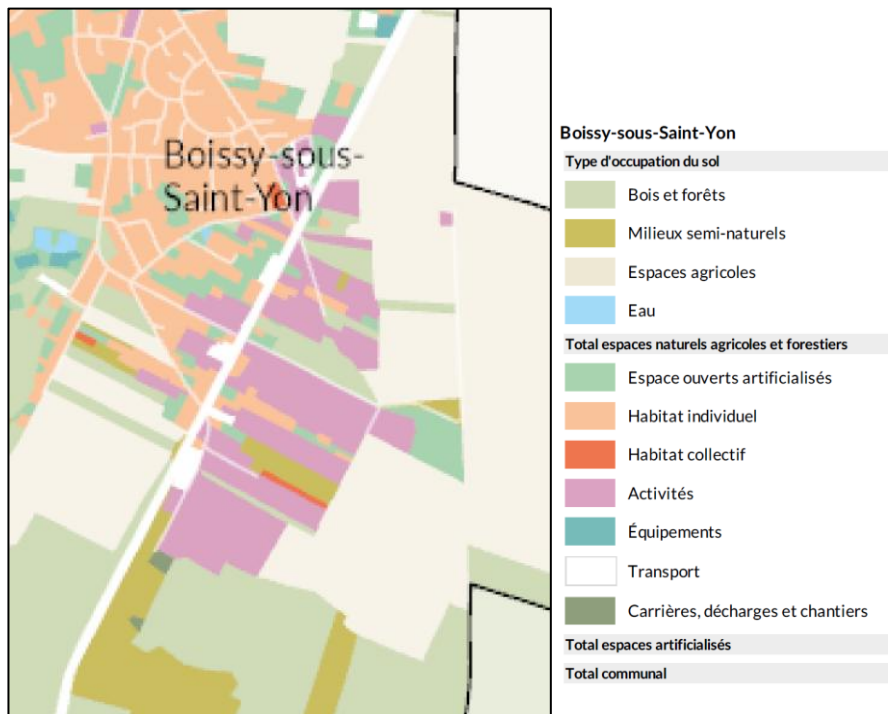 Boissy-sous-
Saint-Yon
Boissy-sous-Saint-Yon
Type d'occupation du sol
Bois et forêts
Milieux semi-naturels
Espaces agricoles
Eau
Total espaces naturels agricoles et forestiers
Espace ouverts artificialisés
Habitat individuel
Habitat collectif
Activités
Équipements
Transport
Carrières, décharges et chantiers
Total espaces artificialisés
Total communal